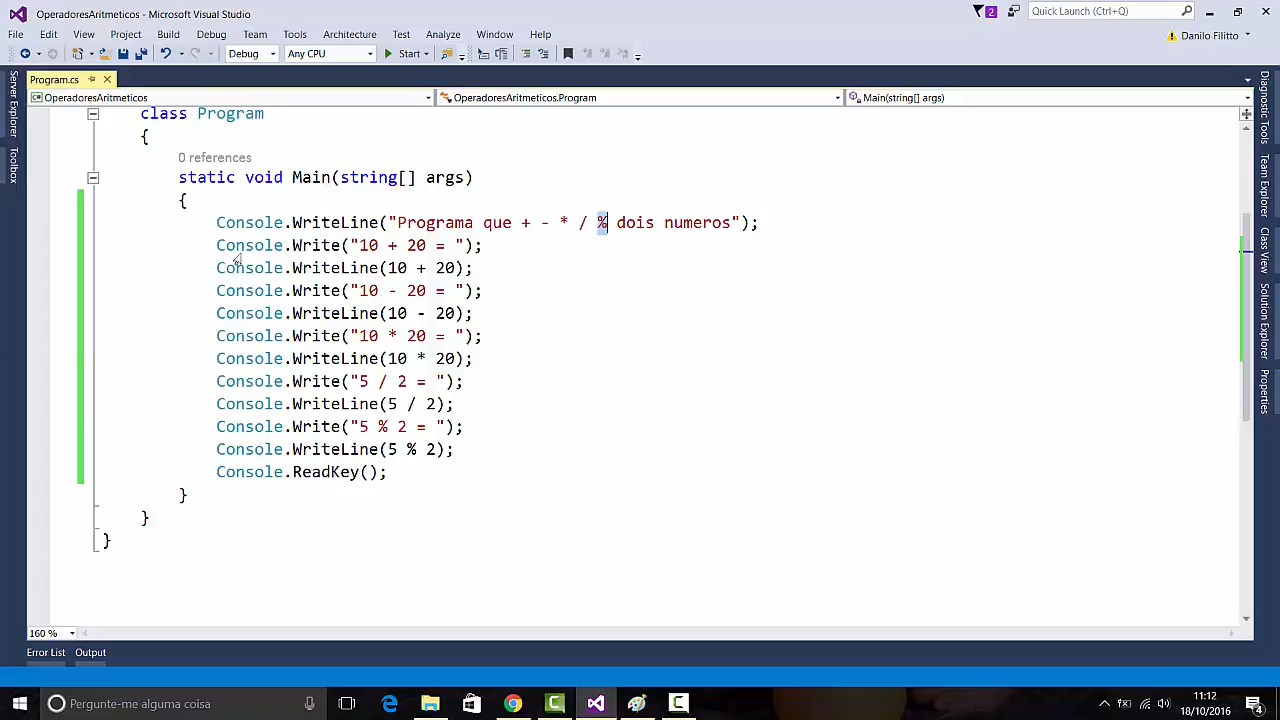 OperadoresAritmeticos - Microsoft Visual Studio
2
Quick Launch (Ctrl+Q)
File Edit View Project Build Debug Team Tools Architecture Test Analyze Window Help
Danilo Filitto
Debug Any CPU Start
Program.cs
OperadoresAritmeticos OperadoresAritmeticos.Program Main(string[] args)
Server Explorer
Toolbox
class Program
{
0 references
static void Main(string[] args)
{
Console.WriteLine("Programa que + - * / % dois numeros");
Console.Write("10 + 20 = ");
Console.WriteLine(10 + 20);
Console.Write("10 - 20 = ");
Console.WriteLine(10 - 20);
Console.Write("10 * 20 = ");
Console.WriteLine(10 * 20);
Console.Write("5 / 2 = ");
Console.WriteLine(5 / 2);
Console.Write("5 % 2 = ");
Console.WriteLine(5 % 2);
Console.ReadKey();
}
}
}
Diagnostic Tools
Team Explorer
Class View
Solution Explorer
Properties
160 %
Error List Output
Pergunte-me alguma coisa
11:12
18/10/2016
4